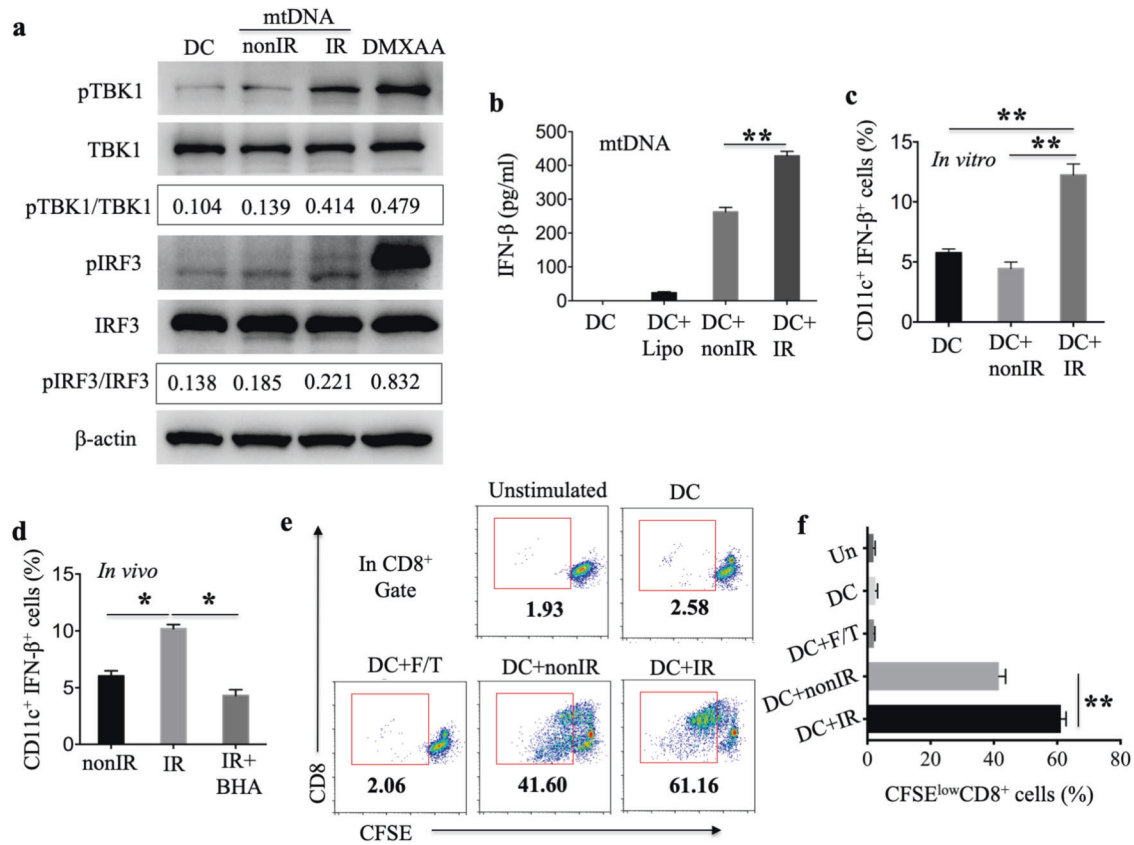 a
mtDNA
DC nonIR IR DMXAA
pTBK1
TBK1
pTBK1/TBK1 0.104 0.139 0.414 0.479
pIRF3
IRF3
pIRF3/IRF3 0.138 0.185 0.221 0.832
β-actin
b
IFN-β (pg/ml)
500
400
300
200
100
0
mtDNA
**
DC DC+ DC+ DC+
Lipo nonIR IR
c
CD11c+ IFN-β+ cells (%)
15
10
5
0
In vitro
**
**
DC DC+ DC+
nonIR IR
d
CD11c+ IFN-β+ cells (%)
15
10
5
0
In vivo
* *
nonIR IR IR+
BHA
e
In CD8+
Gate
Unstimulated DC
1.93 2.58
DC+F/T DC+nonIR DC+IR
2.06 41.60 61.16
CD8
CFSE
f
Un
DC
DC+F/T
DC+nonIR
DC+IR
**
0 20 40 60 80
CFSElowCD8+ cells (%)